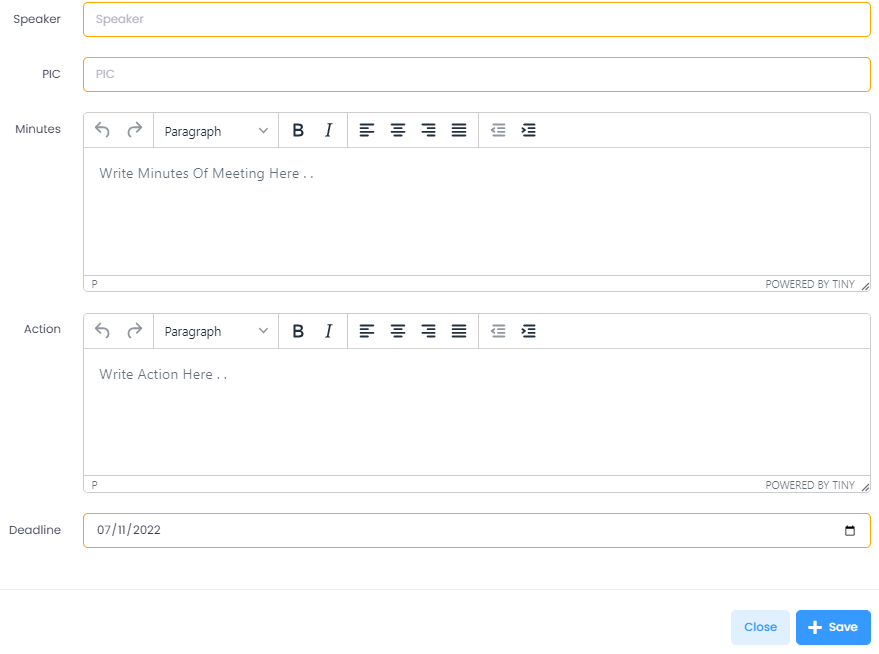 Speaker Speaker
PIC PIC
Minutes Paragraph B I
Write Minutes Of Meeting Here . .
P POWERED BY TINY
Action Paragraph B I
Write Action Here . .
P POWERED BY TINY
Deadline 07/11/2022
Close + Save